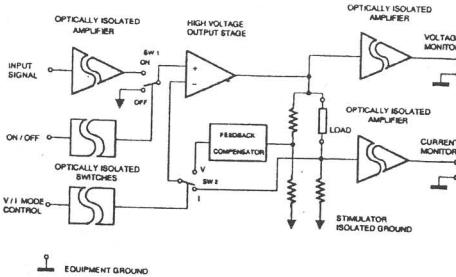 OPTICALLY ISOLATED
AMPLIFIER
HIGH VOLTAGE
OUTPUT STAGE
OPTICALLY ISOLATED
AMPLIFIER
INPUT
SIGNAL
SW 1
ON
OFF
+
−
VOLTAGE
MONITOR
ON / OFF
OPTICALLY ISOLATED
SWITCHES
FEEDBACK
COMPENSATOR
LOAD
OPTICALLY ISOLATED
AMPLIFIER
CURRENT
MONITOR
V
SW 2
I
V / I MODE
CONTROL
STIMULATOR
ISOLATED GROUND
EQUIPMENT GROUND